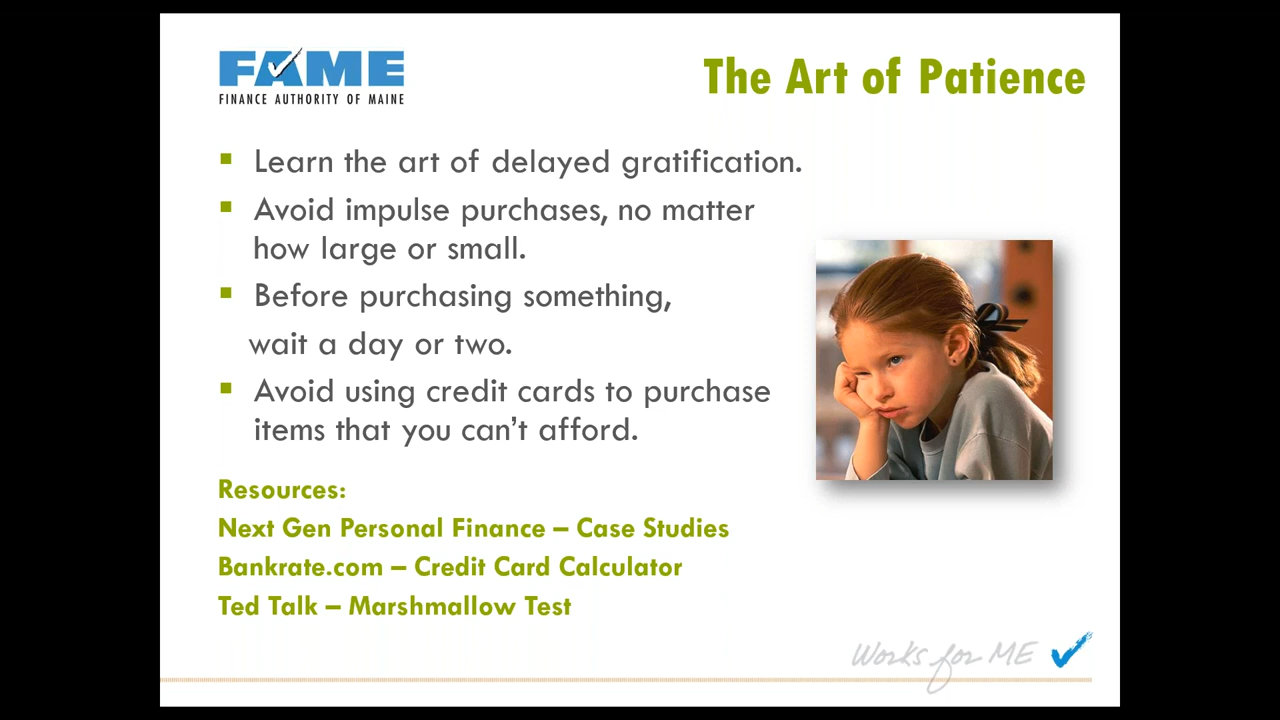 FAME
FINANCE AUTHORITY OF MAINE
The Art of Patience
▪ Learn the art of delayed gratification.
▪ Avoid impulse purchases, no matter
how large or small.
▪ Before purchasing something,
wait a day or two.
▪ Avoid using credit cards to purchase
items that you can’t afford.
Resources:
Next Gen Personal Finance – Case Studies
Bankrate.com – Credit Card Calculator
Ted Talk – Marshmallow Test
Works for ME